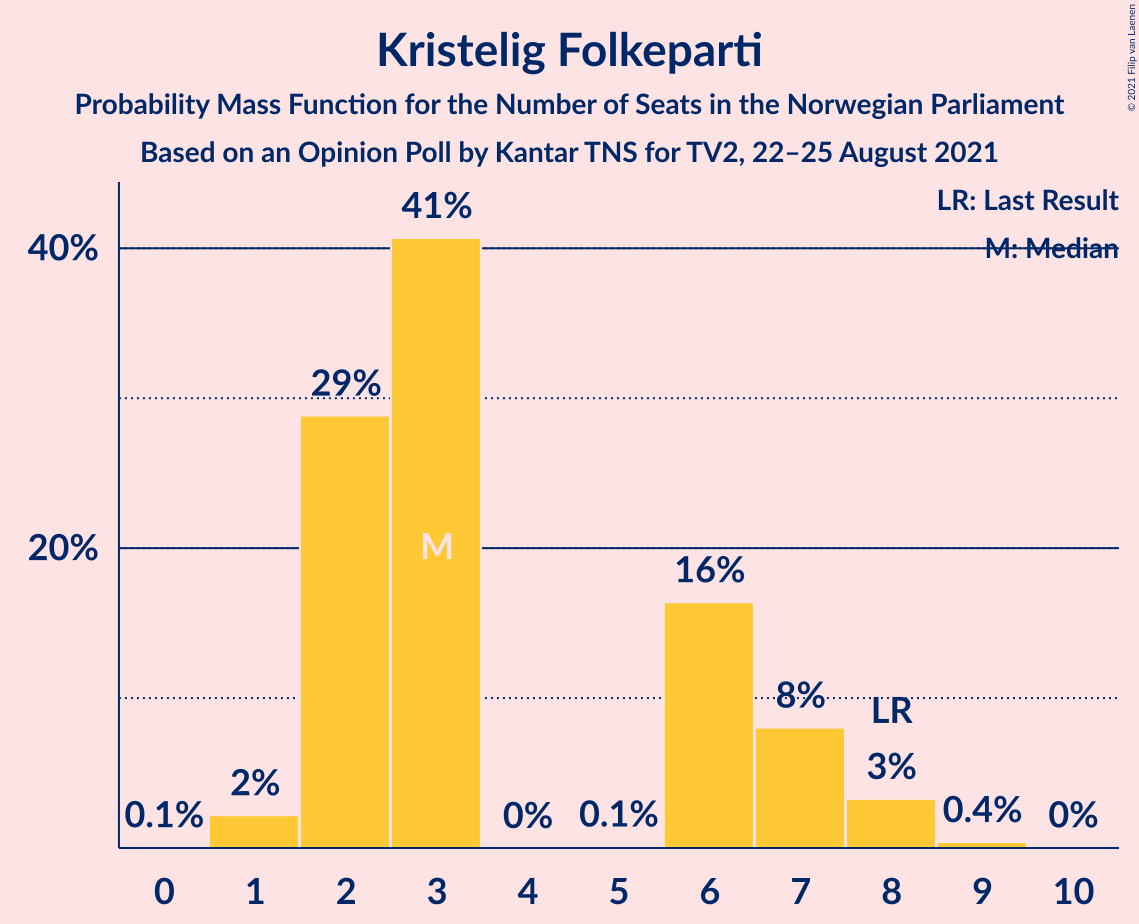 Kristelig Folkeparti
Probability Mass Function for the Number of Seats in the Norwegian Parliament
Based on an Opinion Poll by Kantar TNS for TV2, 22–25 August 2021
© 2021 Filip van Laenen
LR: Last Result
M: Median
40%
20%
0.1%
2%
29%
41%
M
0%
0.1%
16%
8%
LR
3%
0.4%
0%
0 1 2 3 4 5 6 7 8 9 10